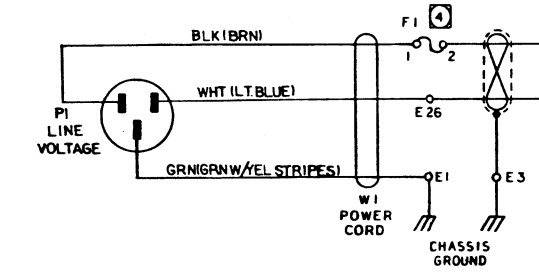 BLK(BRN)
F1 4
1 2
WHT (LT. BLUE)
E26
P1
LINE
VOLTAGE
GRN(GRN W/YEL STRIPES)
E1
E3
W1
POWER
CORD
CHASSIS
GROUND